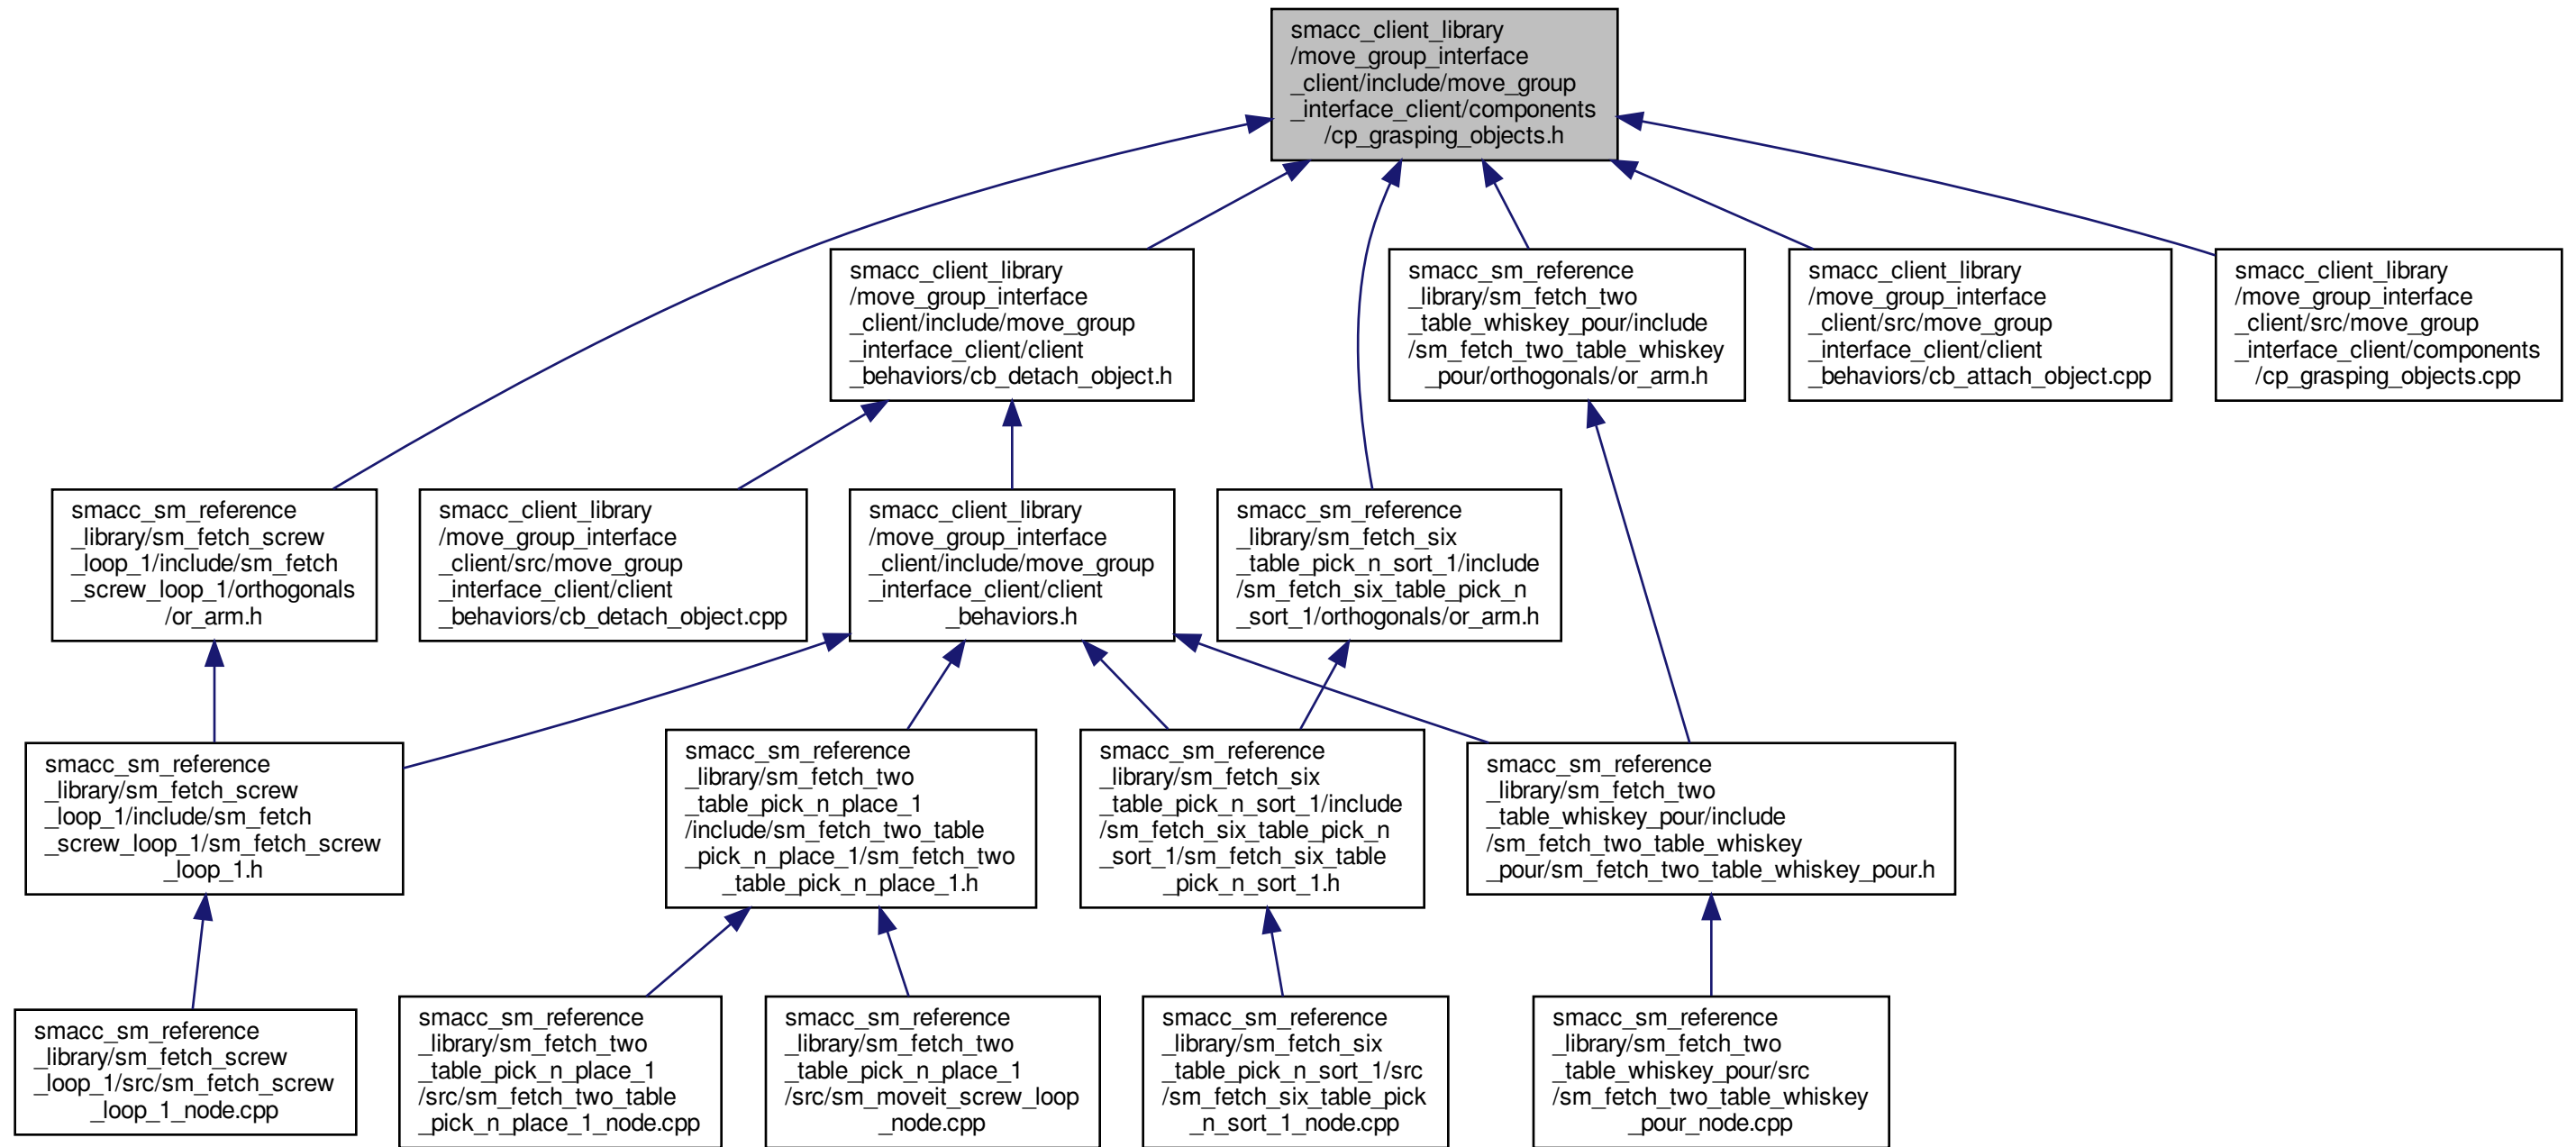 smacc_client_library
/move_group_interface
_client/include/move_group
_interface_client/components
/cp_grasping_objects.h
smacc_client_library
/move_group_interface
_client/include/move_group
_interface_client/client
_behaviors/cb_detach_object.h
smacc_sm_reference
_library/sm_fetch_two
_table_whiskey_pour/include
/sm_fetch_two_table_whiskey
_pour/orthogonals/or_arm.h
smacc_client_library
/move_group_interface
_client/src/move_group
_interface_client/client
_behaviors/cb_attach_object.cpp
smacc_client_library
/move_group_interface
_client/src/move_group
_interface_client/components
/cp_grasping_objects.cpp
smacc_sm_reference
_library/sm_fetch_screw
_loop_1/include/sm_fetch
_screw_loop_1/orthogonals
/or_arm.h
smacc_client_library
/move_group_interface
_client/src/move_group
_interface_client/client
_behaviors/cb_detach_object.cpp
smacc_client_library
/move_group_interface
_client/include/move_group
_interface_client/client
_behaviors.h
smacc_sm_reference
_library/sm_fetch_six
_table_pick_n_sort_1/include
/sm_fetch_six_table_pick_n
_sort_1/orthogonals/or_arm.h
smacc_sm_reference
_library/sm_fetch_screw
_loop_1/include/sm_fetch
_screw_loop_1/sm_fetch_screw
_loop_1.h
smacc_sm_reference
_library/sm_fetch_two
_table_pick_n_place_1
/include/sm_fetch_two_table
_pick_n_place_1/sm_fetch_two
_table_pick_n_place_1.h
smacc_sm_reference
_library/sm_fetch_six
_table_pick_n_sort_1/include
/sm_fetch_six_table_pick_n
_sort_1/sm_fetch_six_table
_pick_n_sort_1.h
smacc_sm_reference
_library/sm_fetch_two
_table_whiskey_pour/include
/sm_fetch_two_table_whiskey
_pour/sm_fetch_two_table_whiskey_pour.h
smacc_sm_reference
_library/sm_fetch_screw
_loop_1/src/sm_fetch_screw
_loop_1_node.cpp
smacc_sm_reference
_library/sm_fetch_two
_table_pick_n_place_1
/src/sm_fetch_two_table
_pick_n_place_1_node.cpp
smacc_sm_reference
_library/sm_fetch_two
_table_pick_n_place_1
/src/sm_moveit_screw_loop
_node.cpp
smacc_sm_reference
_library/sm_fetch_six
_table_pick_n_sort_1/src
/sm_fetch_six_table_pick
_n_sort_1_node.cpp
smacc_sm_reference
_library/sm_fetch_two
_table_whiskey_pour/src
/sm_fetch_two_table_whiskey
_pour_node.cpp